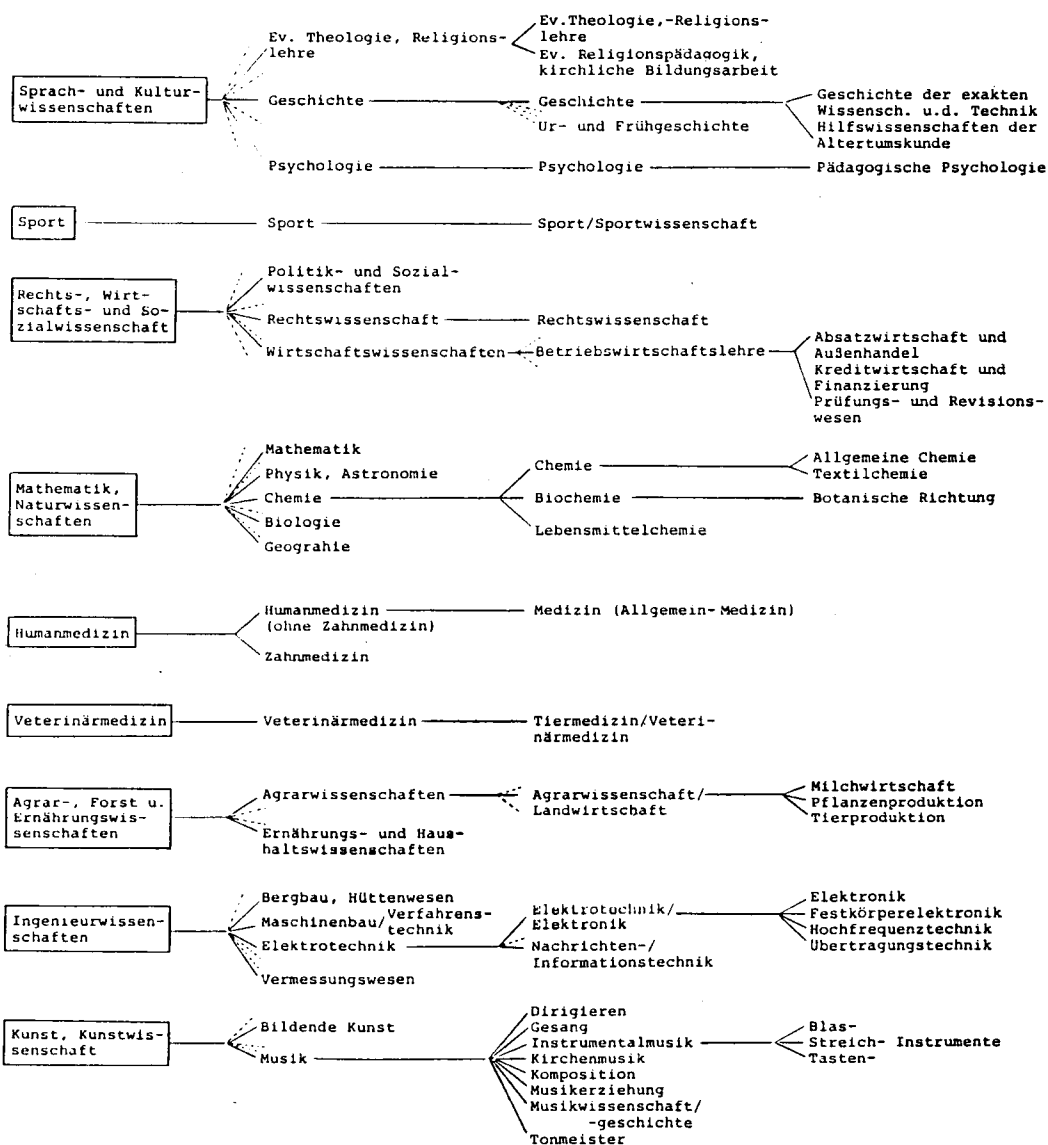 Ev. Theologie, Religions-
lehre
Ev.Theologie,-Religions-
lehre
Ev. Religionspädagogik,
kirchliche Bildungsarbeit
Sprach- und Kultur-
wissenschaften
Geschichte
Geschichte
Ur- und Frühgeschichte
Geschichte der exakten
Wissensch. u.d. Technik
Hilfswissenschaften der
Altertumskunde
Psychologie
Psychologie
Pädagogische Psychologie
Sport
Sport
Sport/Sportwissenschaft
Rechts-, Wirt-
schafts- und So-
zialwissenschaft
Politik- und Sozial-
wissenschaften
Rechtswissenschaft
Rechtswissenschaft
Wirtschaftswissenschaften
Betriebswirtschaftslehre
Absatzwirtschaft und
Außenhandel
Kreditwirtschaft und
Finanzierung
Prüfungs- und Revisions-
wesen
Mathematik,
Naturwissen-
schaften
Mathematik
Physik, Astronomie
Chemie
Biologie
Geograhie
Chemie
Biochemie
Lebensmittelchemie
Allgemeine Chemie
Textilchemie
Botanische Richtung
Humanmedizin
Humanmedizin
(ohne Zahnmedizin)
Zahnmedizin
Medizin (Allgemein-Medizin)
Veterinärmedizin
Veterinärmedizin
Tiermedizin/Veteri-
närmedizin
Agrar-, Forst u.
Ernährungswis-
senschaften
Agrarwissenschaften
Ernährungs- und Haus-
haltswissenschaften
Agrarwissenschaft/
Landwirtschaft
Milchwirtschaft
Pflanzenproduktion
Tierproduktion
Ingenieurwissen-
schaften
Bergbau, Hüttenwesen
Maschinenbau/Verfahrens-
technik
Elektrotechnik
Vermessungswesen
Elektrotechnik/
Elektronik
Nachrichten-/
Informationstechnik
Elektronik
Festkörperelektronik
Hochfrequenztechnik
Übertragungstechnik
Kunst, Kunstwis-
senschaft
Bildende Kunst
Musik
Dirigieren
Gesang
Instrumentalmusik
Kirchenmusik
Komposition
Musikerziehung
Musikwissenschaft/
-geschichte
Tonmeister
Blas-
Streich- Instrumente
Tasten-